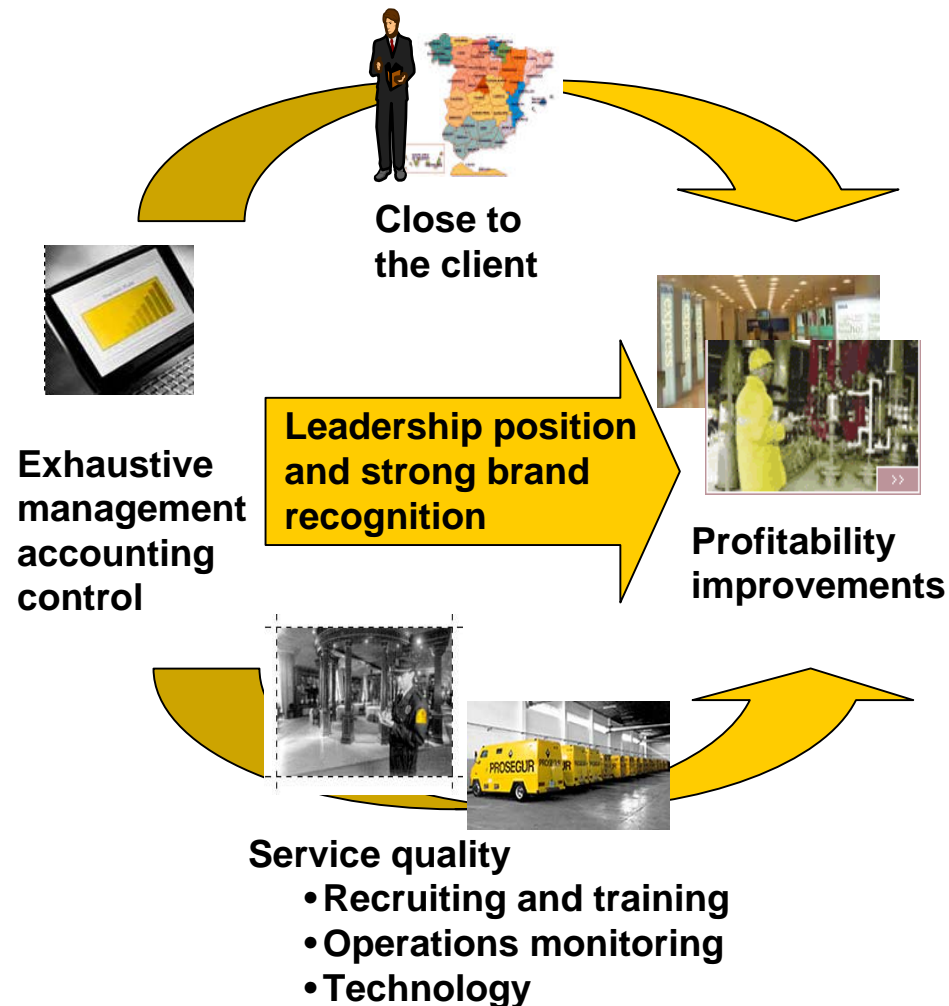 Close to
the client
Exhaustive
management
accounting
control
Leadership position
and strong brand
recognition
>>
Profitability
improvements
PROSEGUR
Service quality
•Recruiting and training
•Operations monitoring
•Technology